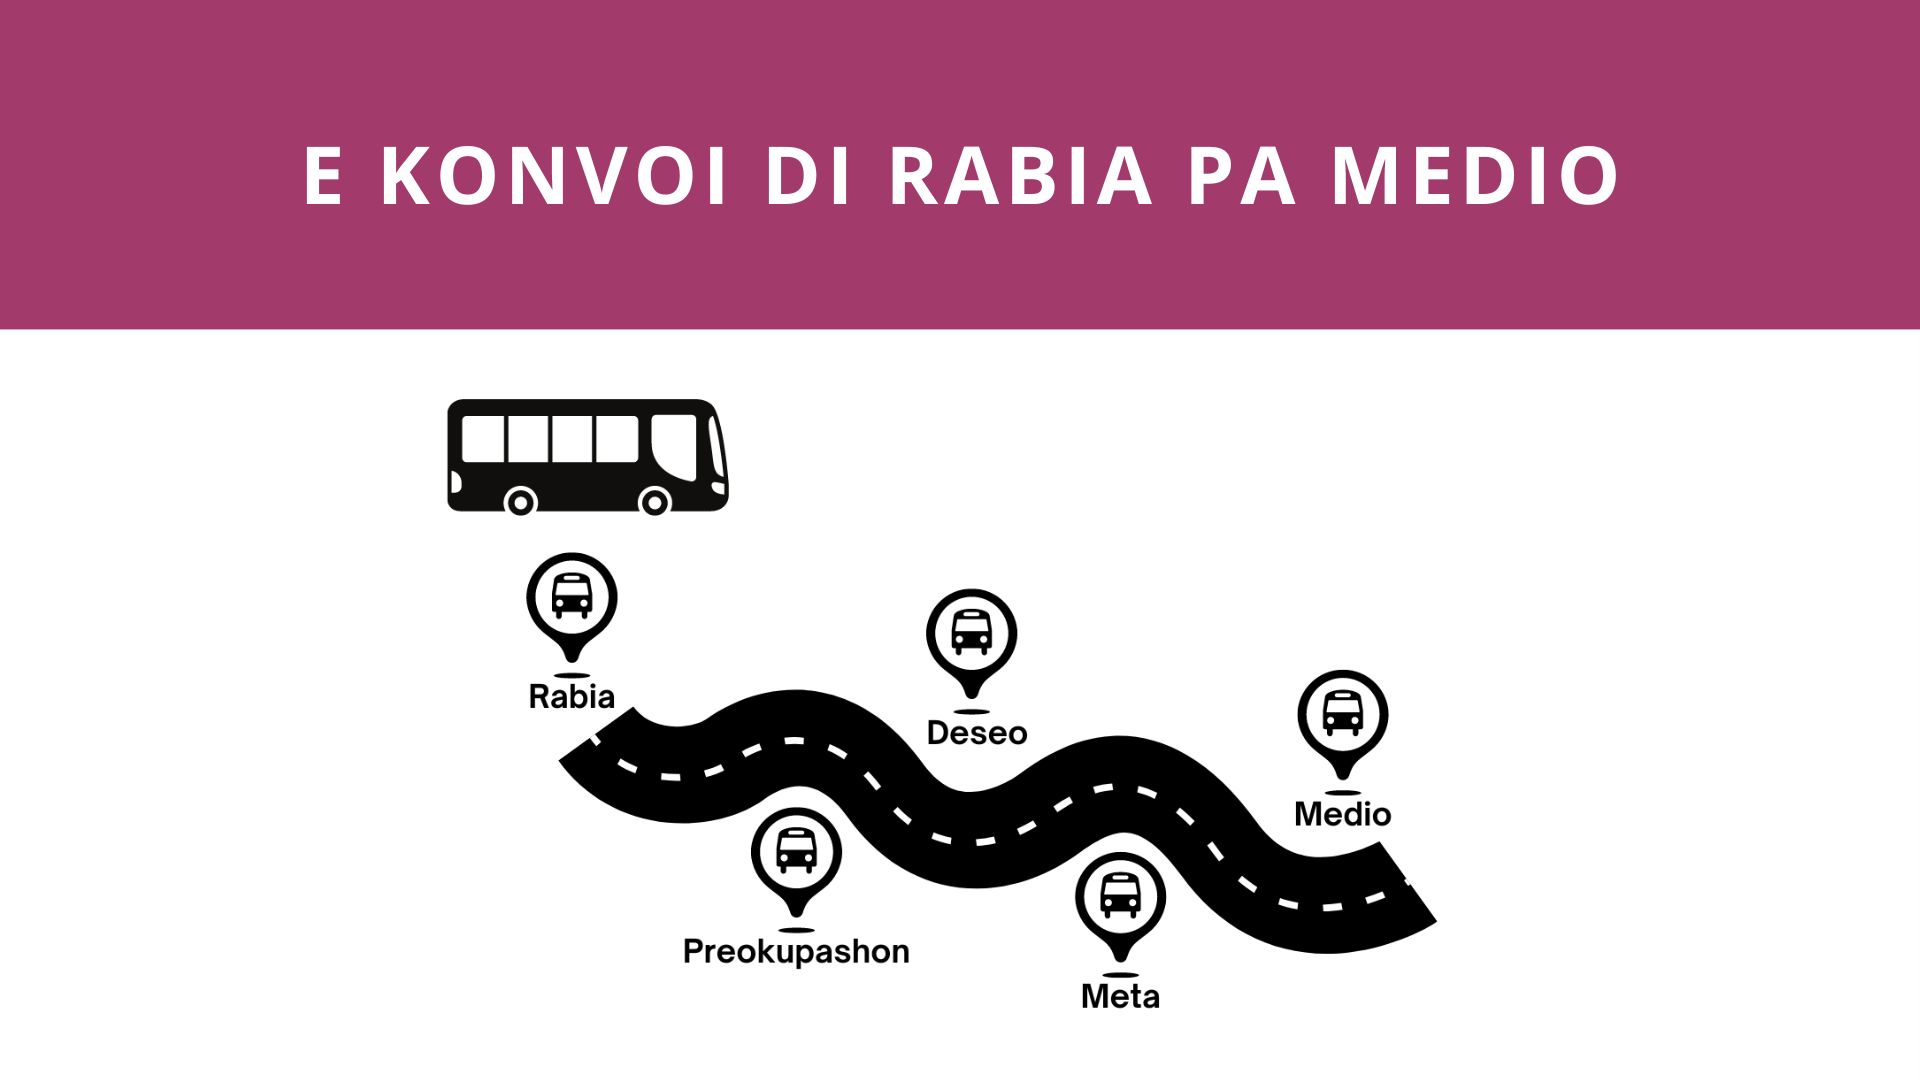 E KONVOI DI RABIA PA MEDIO
Rabia
Preokupashon
Deseo
Meta
Medio